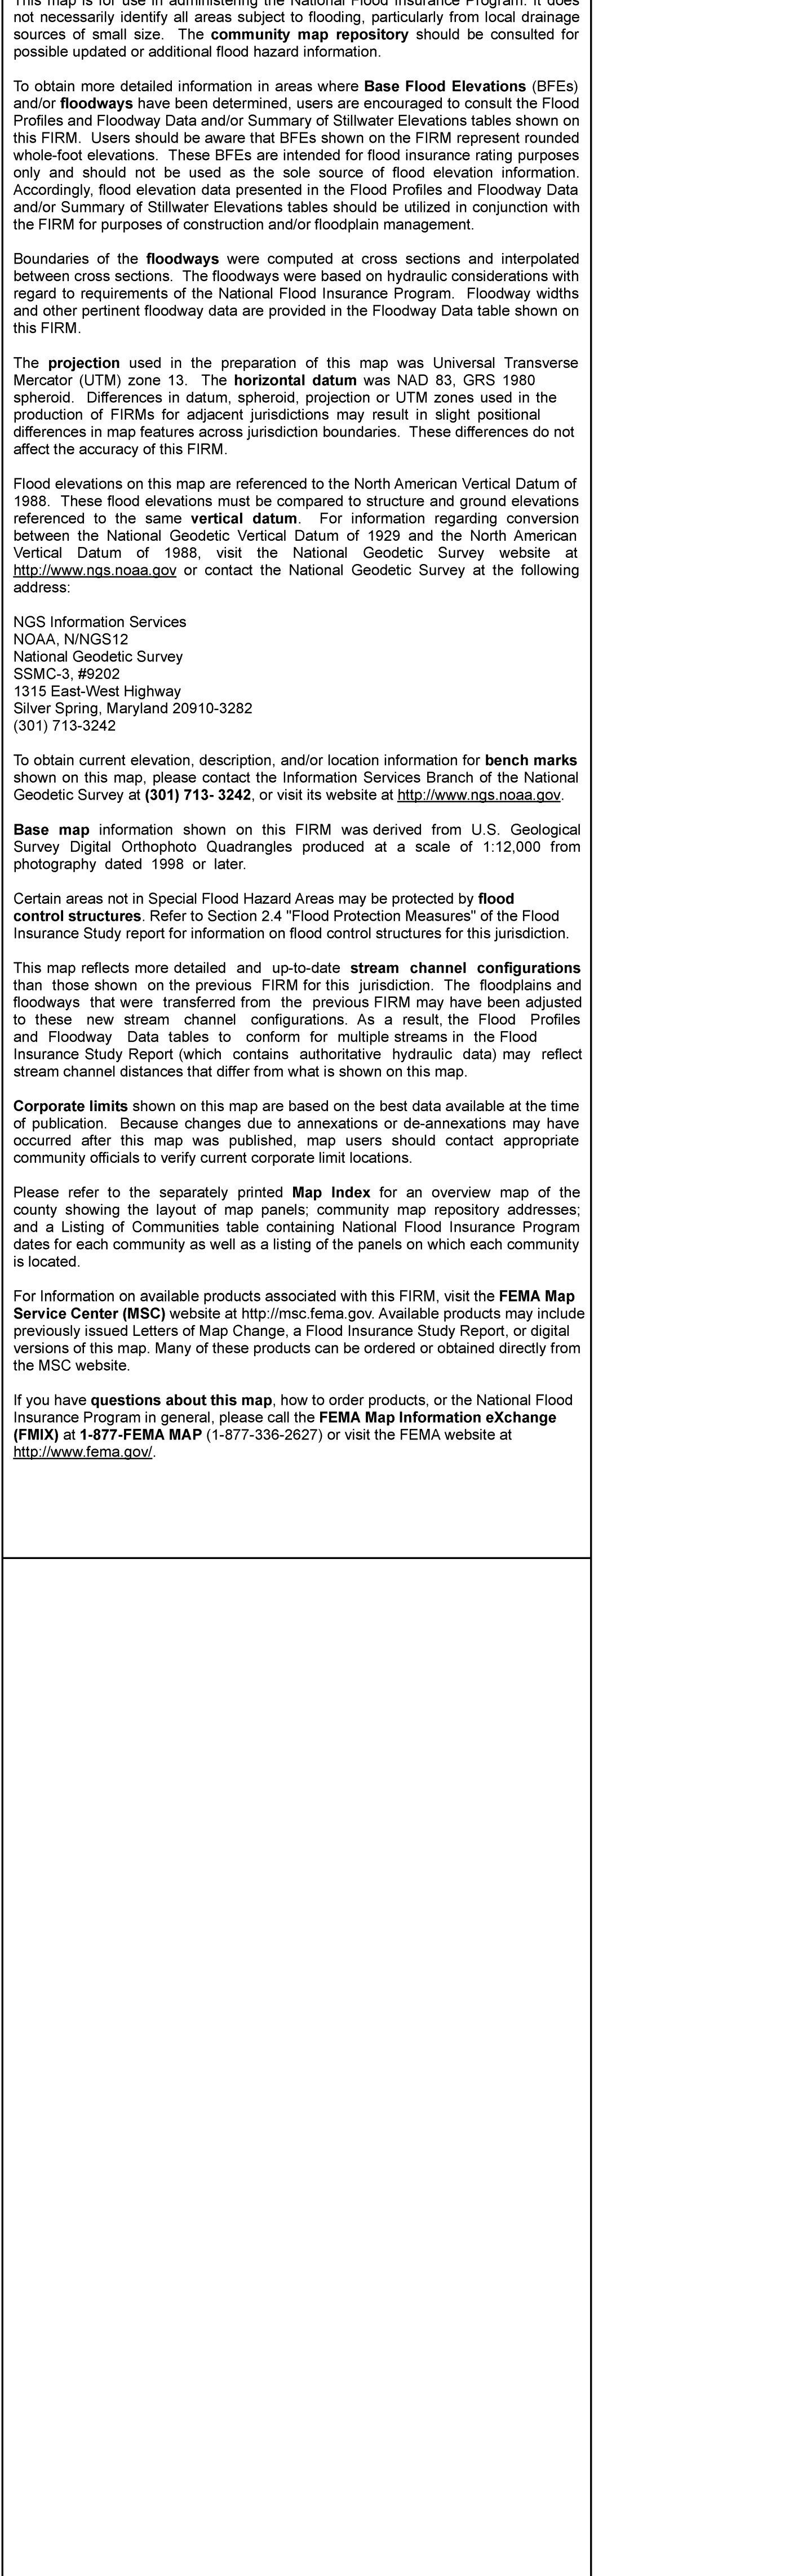 This map is for use in administering the National Flood Insurance Program. It does
not necessarily identify all areas subject to flooding, particularly from local drainage
sources of small size. The community map repository should be consulted for
possible updated or additional flood hazard information.
To obtain more detailed information in areas where Base Flood Elevations (BFEs)
and/or floodways have been determined, users are encouraged to consult the Flood
Profiles and Floodway Data and/or Summary of Stillwater Elevations tables shown on
this FIRM. Users should be aware that BFEs shown on the FIRM represent rounded
whole-foot elevations. These BFEs are intended for flood insurance rating purposes
only and should not be used as the sole source of flood elevation information.
Accordingly, flood elevation data presented in the Flood Profiles and Floodway Data
and/or Summary of Stillwater Elevations tables should be utilized in conjunction with
the FIRM for purposes of construction and/or floodplain management.
Boundaries of the floodways were computed at cross sections and interpolated
between cross sections. The floodways were based on hydraulic considerations with
regard to requirements of the National Flood Insurance Program. Floodway widths
and other pertinent floodway data are provided in the Floodway Data table shown on
this FIRM.
The projection used in the preparation of this map was Universal Transverse
Mercator (UTM) zone 13. The horizontal datum was NAD 83, GRS 1980
spheroid. Differences in datum, spheroid, projection or UTM zones used in the
production of FIRMs for adjacent jurisdictions may result in slight positional
differences in map features across jurisdiction boundaries. These differences do not
affect the accuracy of this FIRM.
Flood elevations on this map are referenced to the North American Vertical Datum of
1988. These flood elevations must be compared to structure and ground elevations
referenced to the same vertical datum. For information regarding conversion
between the National Geodetic Vertical Datum of 1929 and the North American
Vertical Datum of 1988, visit the National Geodetic Survey website at
http://www.ngs.noaa.gov or contact the National Geodetic Survey at the following
address:
NGS Information Services
NOAA, N/NGS12
National Geodetic Survey
SSMC-3, #9202
1315 East-West Highway
Silver Spring, Maryland 20910-3282
(301) 713-3242
To obtain current elevation, description, and/or location information for bench marks
shown on this map, please contact the Information Services Branch of the National
Geodetic Survey at (301) 713- 3242, or visit its website at http://www.ngs.noaa.gov.
Base map information shown on this FIRM was derived from U.S. Geological
Survey Digital Orthophoto Quadrangles produced at a scale of 1:12,000 from
photography dated 1998 or later.
Certain areas not in Special Flood Hazard Areas may be protected by flood
control structures. Refer to Section 2.4 "Flood Protection Measures" of the Flood
Insurance Study report for information on flood control structures for this jurisdiction.
This map reflects more detailed and up-to-date stream channel configurations
than those shown on the previous FIRM for this jurisdiction. The floodplains and
floodways that were transferred from the previous FIRM may have been adjusted
to these new stream channel configurations. As a result, the Flood Profiles
and Floodway Data tables to conform for multiple streams in the Flood
Insurance Study Report (which contains authoritative hydraulic data) may reflect
stream channel distances that differ from what is shown on this map.
Corporate limits shown on this map are based on the best data available at the time
of publication. Because changes due to annexations or de-annexations may have
occurred after this map was published, map users should contact appropriate
community officials to verify current corporate limit locations.
Please refer to the separately printed Map Index for an overview map of the
county showing the layout of map panels; community map repository addresses;
and a Listing of Communities table containing National Flood Insurance Program
dates for each community as well as a listing of the panels on which each community
is located.
For Information on available products associated with this FIRM, visit the FEMA Map
Service Center (MSC) website at http://msc.fema.gov. Available products may include
previously issued Letters of Map Change, a Flood Insurance Study Report, or digital
versions of this map. Many of these products can be ordered or obtained directly from
the MSC website.
If you have questions about this map, how to order products, or the National Flood
Insurance Program in general, please call the FEMA Map Information eXchange
(FMIX) at 1-877-FEMA MAP (1-877-336-2627) or visit the FEMA website at
http://www.fema.gov/.